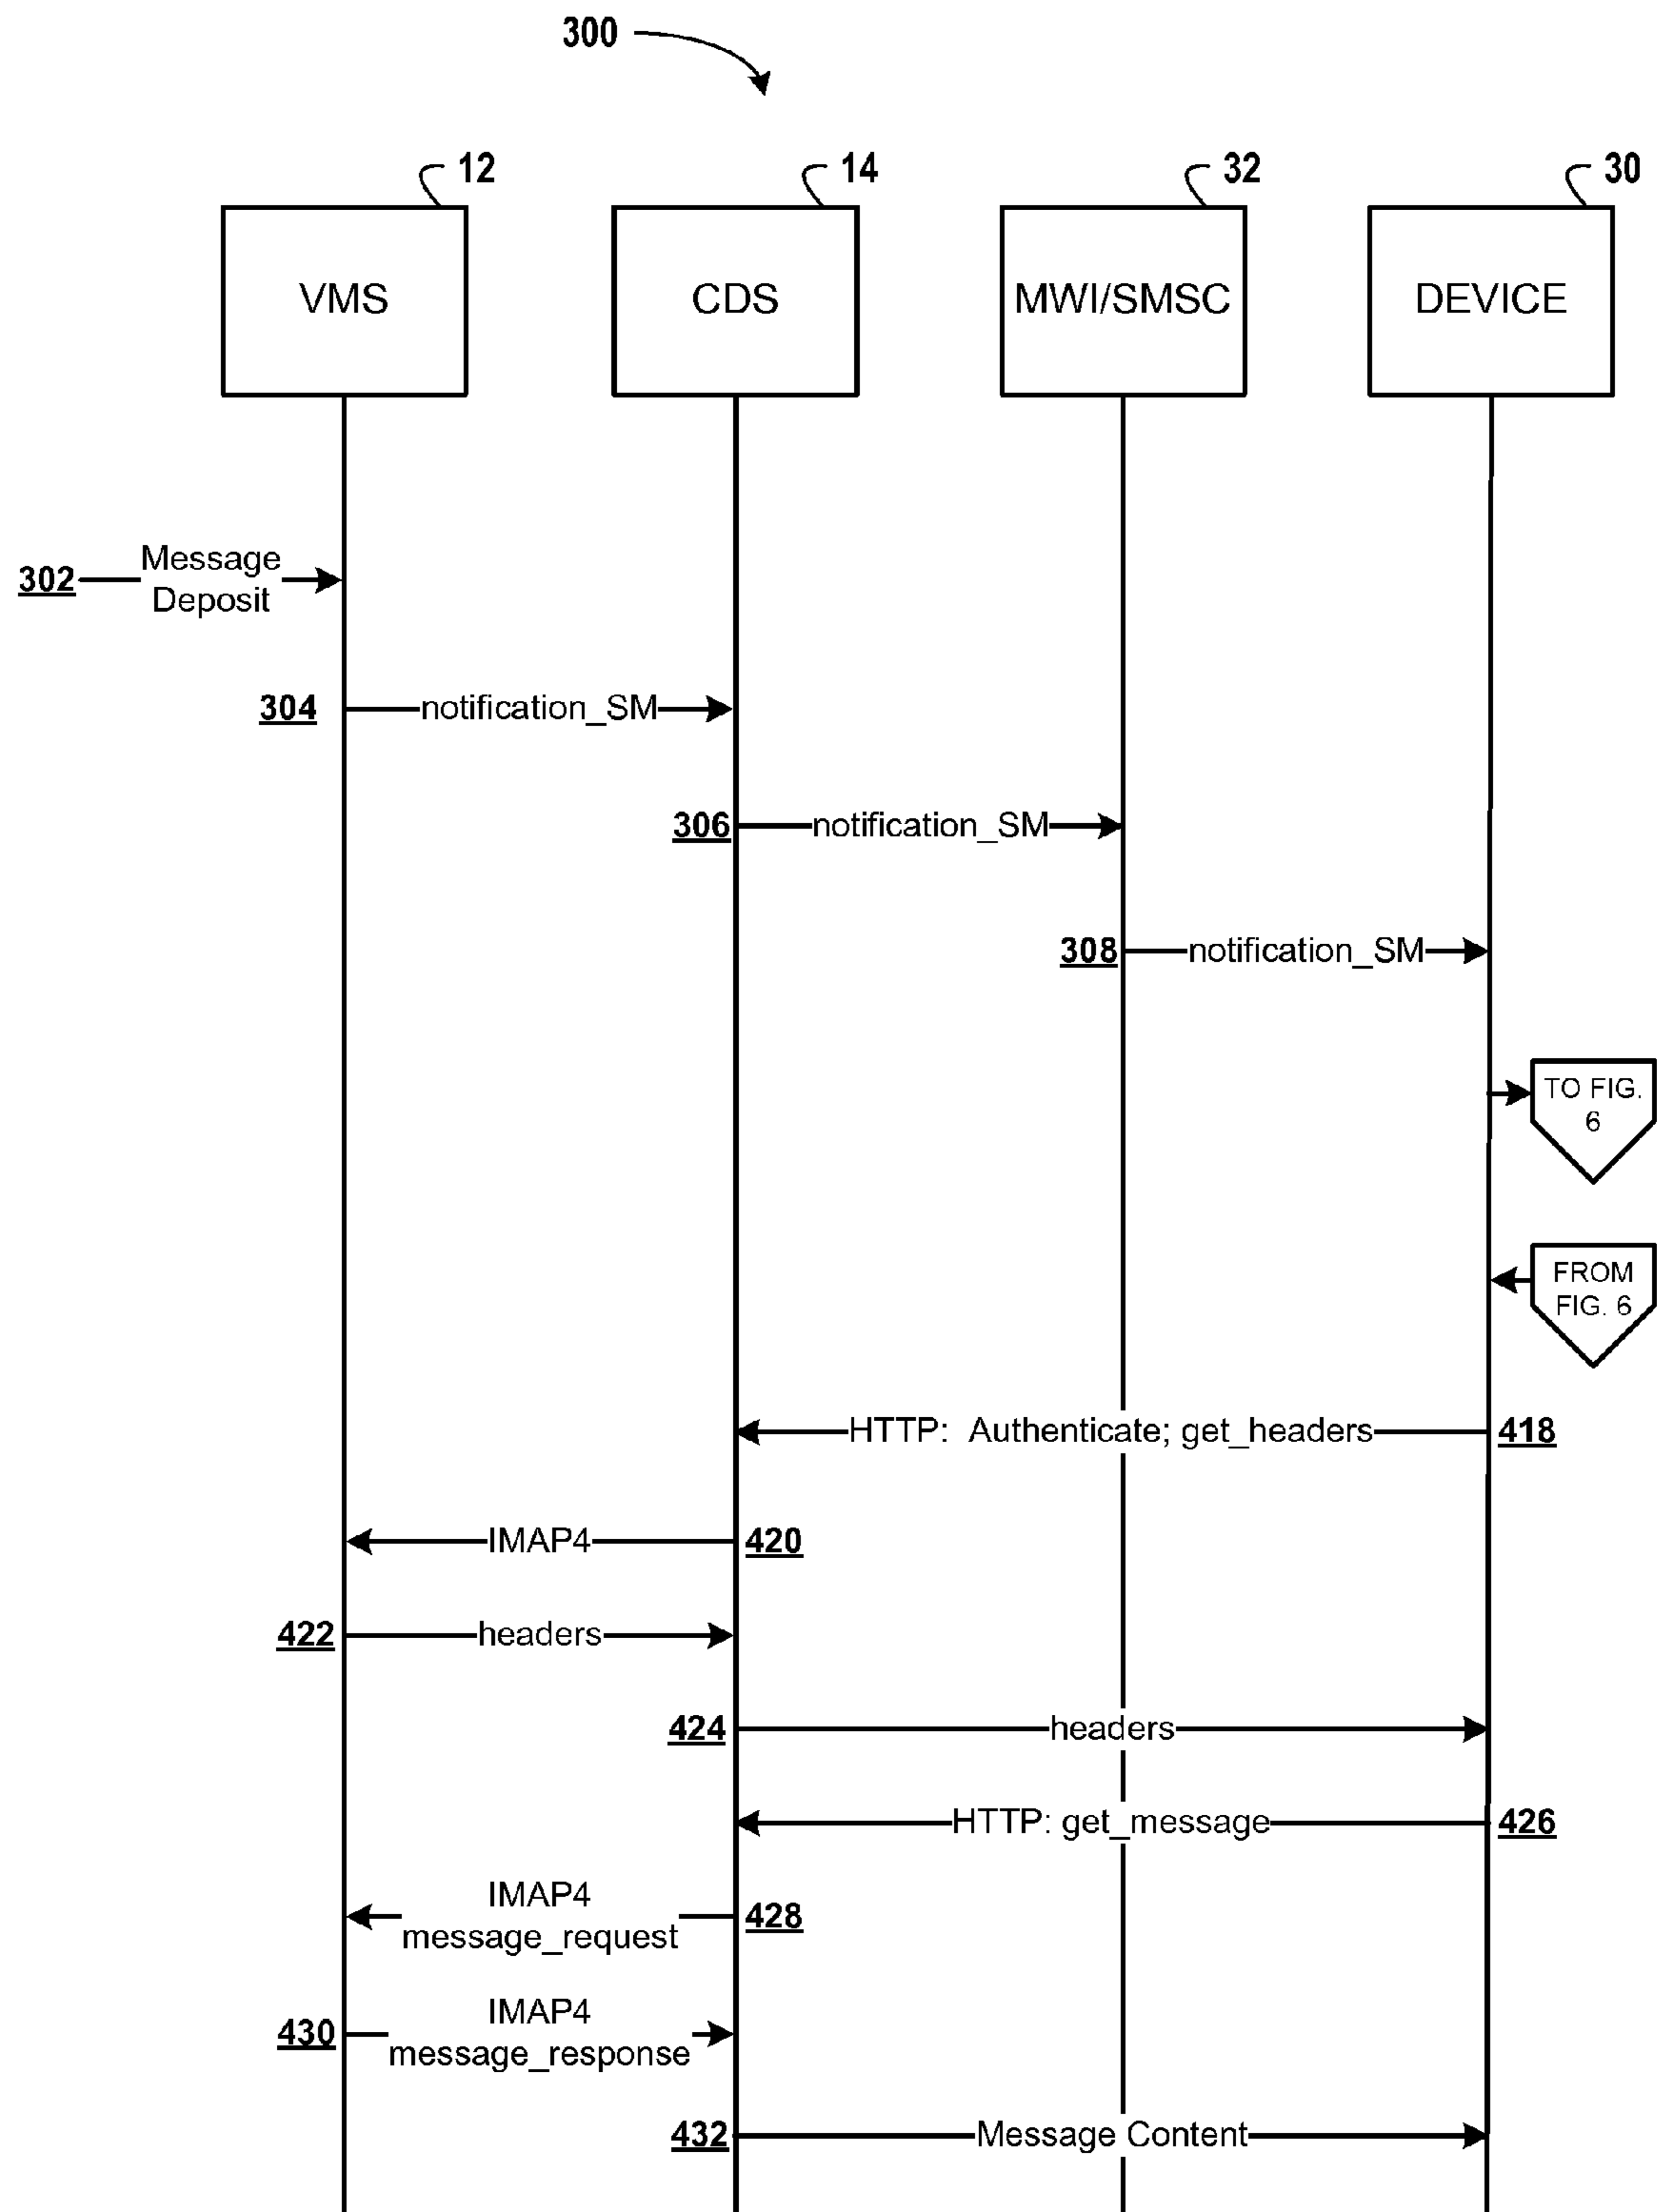 300
12
14
32
30
VMS
CDS
MWI/SMSC
DEVICE
302
Message
Deposit
304
notification_SM
306
notification_SM
308
notification_SM
TO FIG.
6
FROM
FIG. 6
HTTP: Authenticate; get_headers
418
IMAP4
420
422
headers
424
headers
HTTP: get_message
426
IMAP4
message_request
428
430
IMAP4
message_response
432
Message Content